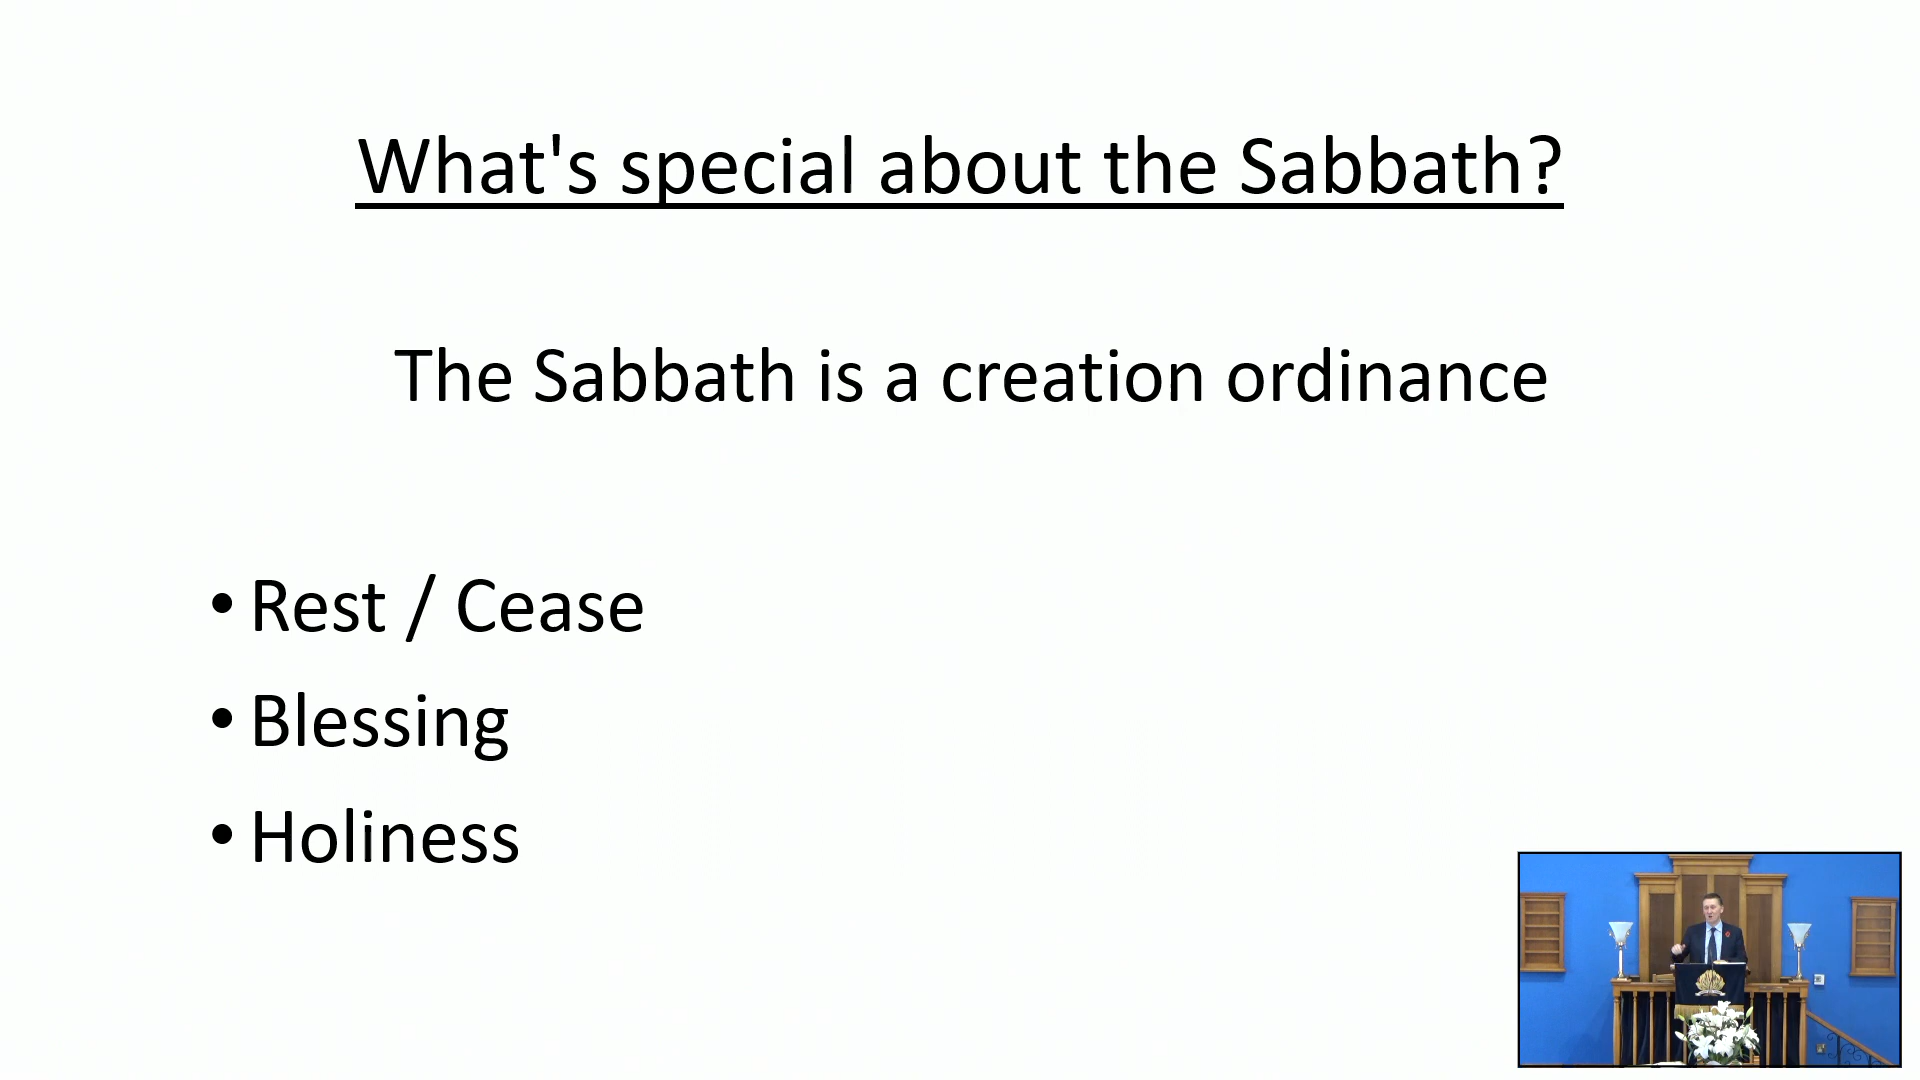 What's special about the Sabbath?
The Sabbath is a creation ordinance
• Rest / Cease
• Blessing
• Holiness